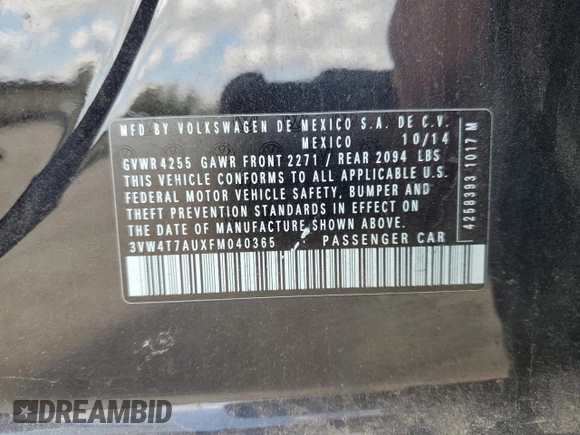 MFD BY VOLKSWAGEN DE MEXICO S.A. DE C.V.
MEXICO 10/14
GVWR 4255 GAWR FRONT 2271 / REAR 2094 LBS
THIS VEHICLE CONFORMS TO ALL APPLICABLE U.S.
FEDERAL MOTOR VEHICLE SAFETY, BUMPER AND
THEFT PREVENTION STANDARDS IN EFFECT ON
THE DATE OF MANUFACTURE SHOWN ABOVE.
3VW4T7AUXFM040365 PASSENGER CAR
4258393 1017 M
DREAMBID